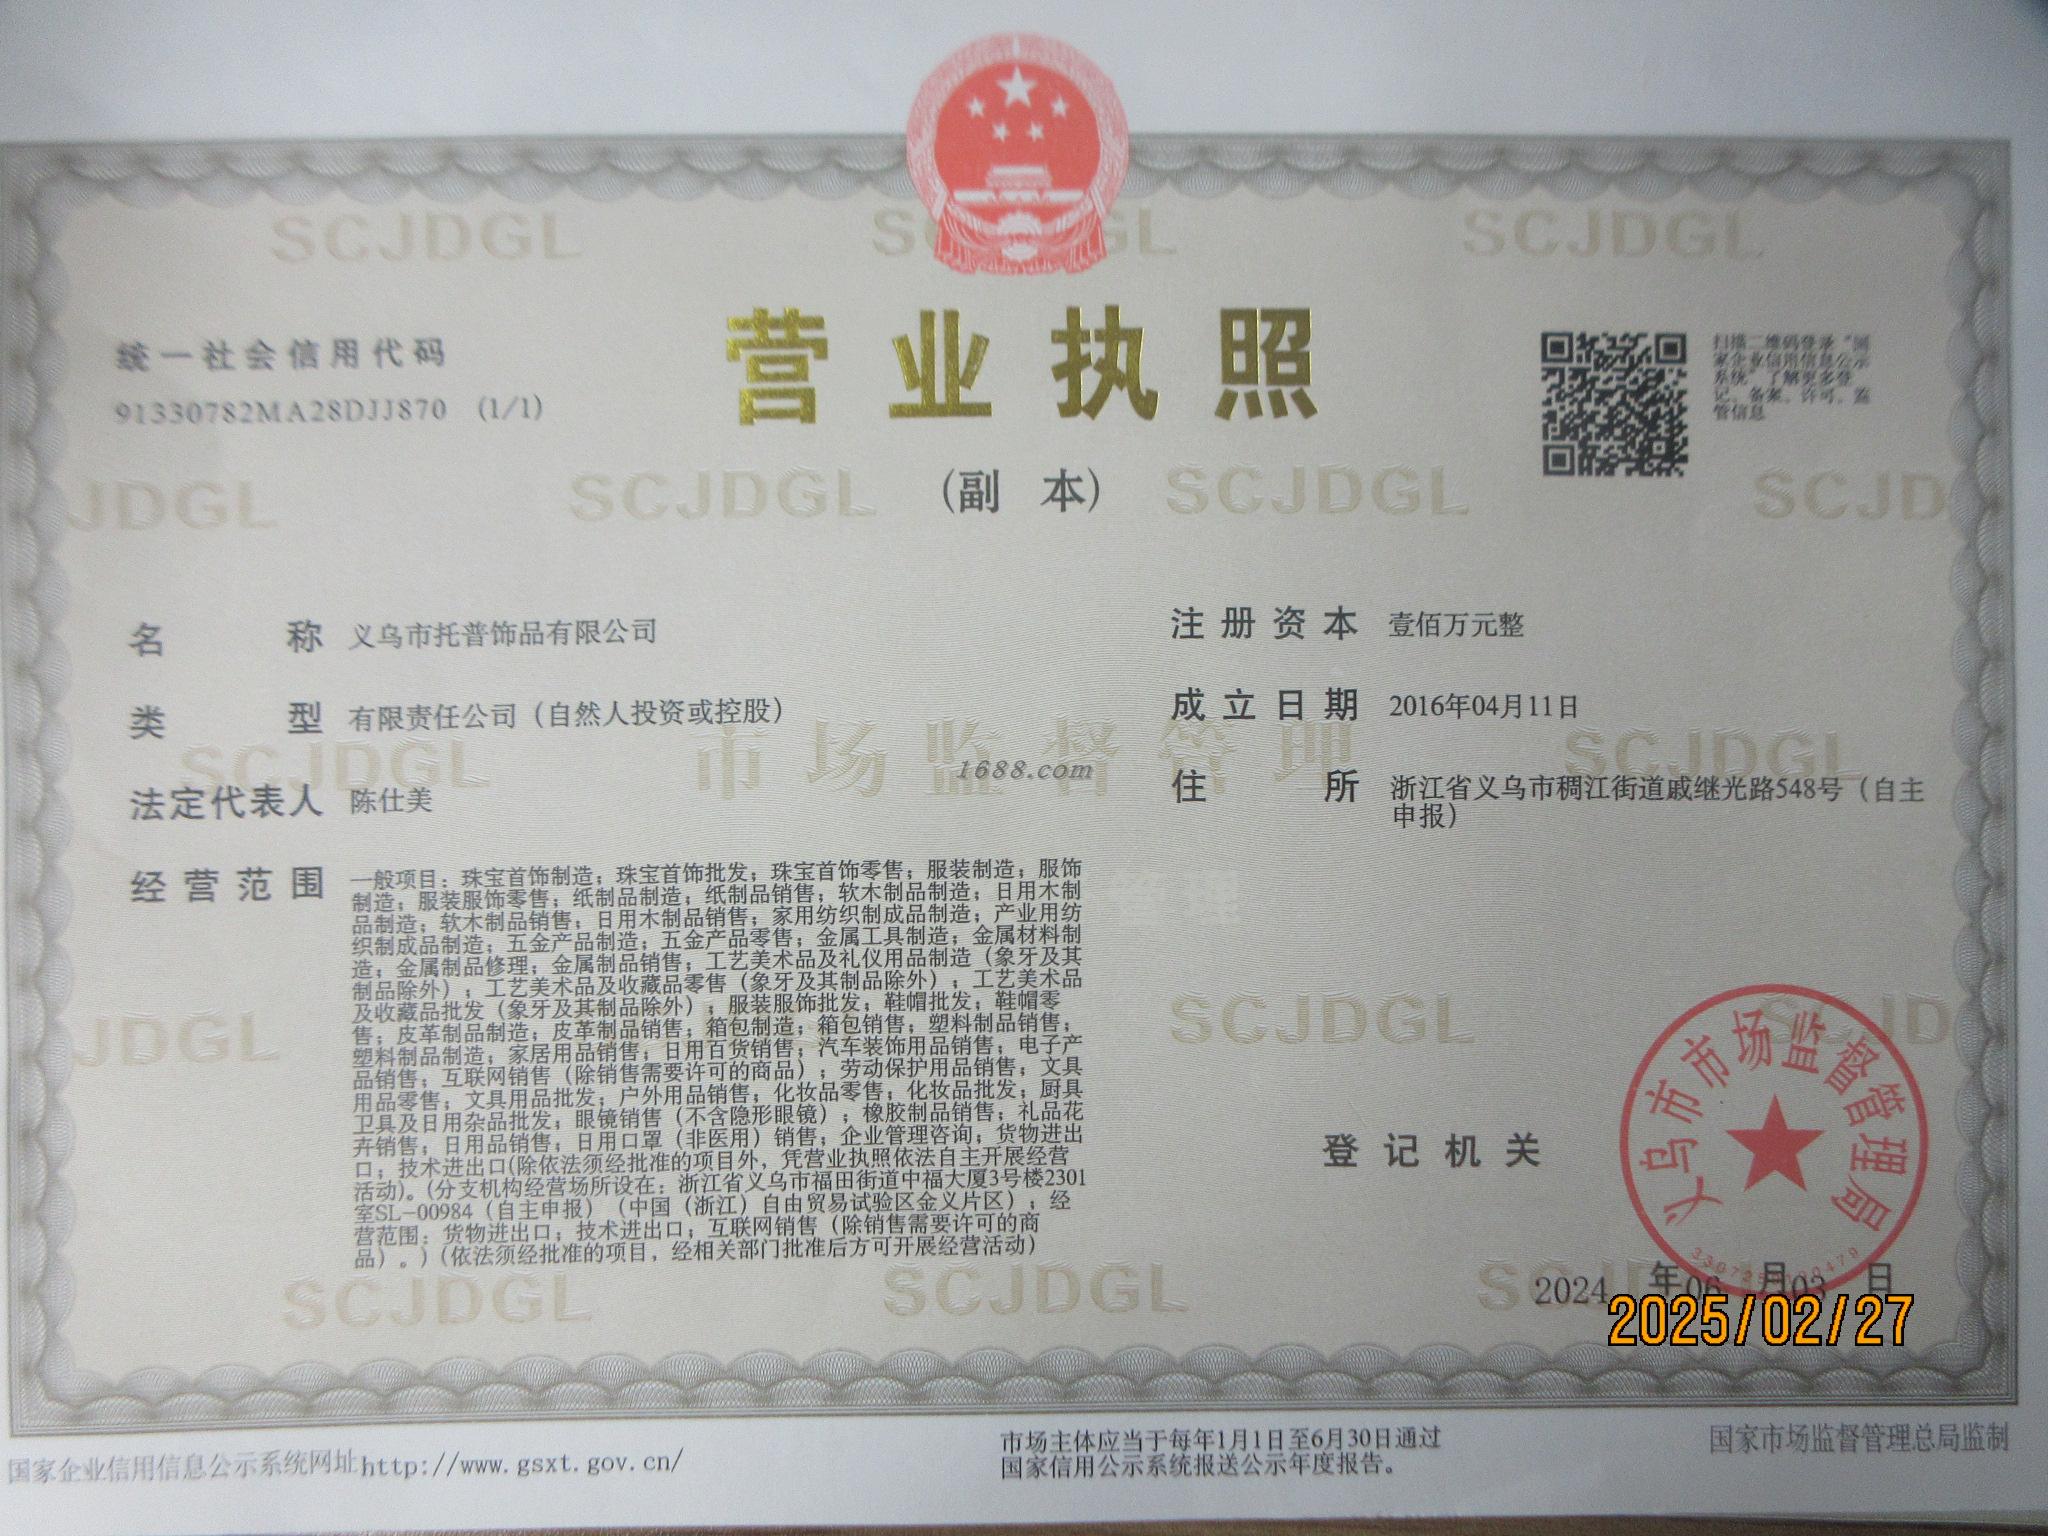 SCJDGL SCJDGL SCJDGL
营业执照
统一社会信用代码
91330782MA28DJJ870 (1/1)
扫描二维码登录“国
家企业信用信息公示
系统”了解更多登
记、备案、许可、监
管信息
(副 本)
JDGL SCJDGL SCJDGL SCJD
名称 义乌市托普饰品有限公司
注册资本 壹佰万元整
类型 有限责任公司（自然人投资或控股）
成立日期 2016年04月11日
市场监督管理
SCJDGL SCJDGL
1688.com
法定代表人 陈仕美
住所 浙江省义乌市稠江街道戚继光路548号（自主
申报）
经营范围 一般项目：珠宝首饰制造；珠宝首饰批发；珠宝首饰零售；服装制造；服饰
制造；服装服饰零售；纸制品制造；纸制品销售；软木制品制造；日用木制
品制造；软木制品销售；日用木制品销售；家用纺织制成品制造；产业用纺
织制成品制造；五金产品制造；五金产品零售；金属工具制造；金属材料制
造；金属制品修理；金属制品销售；工艺美术品及礼仪用品制造（象牙及其
制品除外）；工艺美术品及收藏品零售（象牙及其制品除外）；工艺美术品
及收藏品批发（象牙及其制品除外）；服装服饰批发；鞋帽批发；鞋帽零
售；皮革制品制造；皮革制品销售；箱包制造；箱包销售；塑料制品销售；
塑料制品制造；家居用品销售；日用百货销售；汽车装饰用品销售；电子产
品销售；互联网销售（除销售需要许可的商品）；劳动保护用品销售；文具
用品零售；文具用品批发；户外用品销售；化妆品零售；化妆品批发；厨具
卫具及日用杂品批发；眼镜销售（不含隐形眼镜）；橡胶制品销售；礼品花
卉销售；日用品销售；日用口罩（非医用）销售；企业管理咨询；货物进出
口；技术进出口(除依法须经批准的项目外，凭营业执照依法自主开展经营
活动)。(分支机构经营场所设在：浙江省义乌市福田街道中福大厦3号楼2301
室SL-00984（自主申报）（中国（浙江）自由贸易试验区金义片区）；经
营范围：货物进出口；技术进出口；互联网销售（除销售需要许可的商
品）。）（依法须经批准的项目，经相关部门批准后方可开展经营活动）
JDGL SCJDGL SCJD
登记机关
义乌市市场监督管理局
2024年06月03日
SCJDGL SCJDGL
2025/02/27
国家企业信用信息公示系统网址http://www.gsxt.gov.cn/
市场主体应当于每年1月1日至6月30日通过
国家信用公示系统报送公示年度报告。
国家市场监督管理总局监制